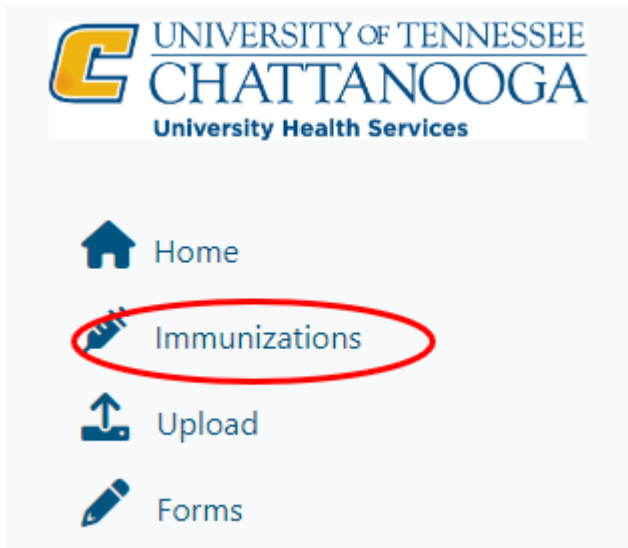 UNIVERSITY OF TENNESSEE
CHATTANOOGA
University Health Services
Home
Immunizations
Upload
Forms